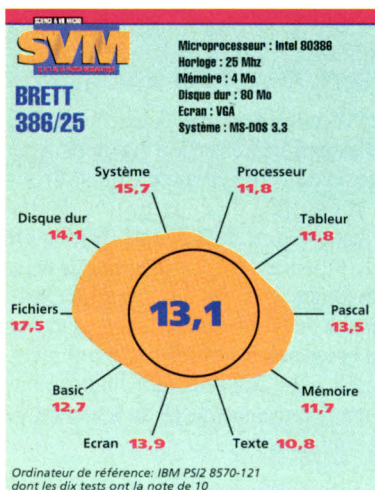 SCIENCE & VIE MICRO
SVM
BRETT
386/25
Microprocesseur : Intel 80386
Horloge : 25 Mhz
Mémoire : 4 Mo
Disque dur : 80 Mo
Ecran : VGA
Système : MS-DOS 3.3
Système
15,7
Processeur
11,8
Disque dur
14,1
Tableur
11,8
Fichiers
17,5
13,1
Pascal
13,5
Basic
12,7
Mémoire
11,7
Ecran 13,9
Texte 10,8
Ordinateur de référence: IBM PS/2 8570-121
dont les dix tests ont la note de 10